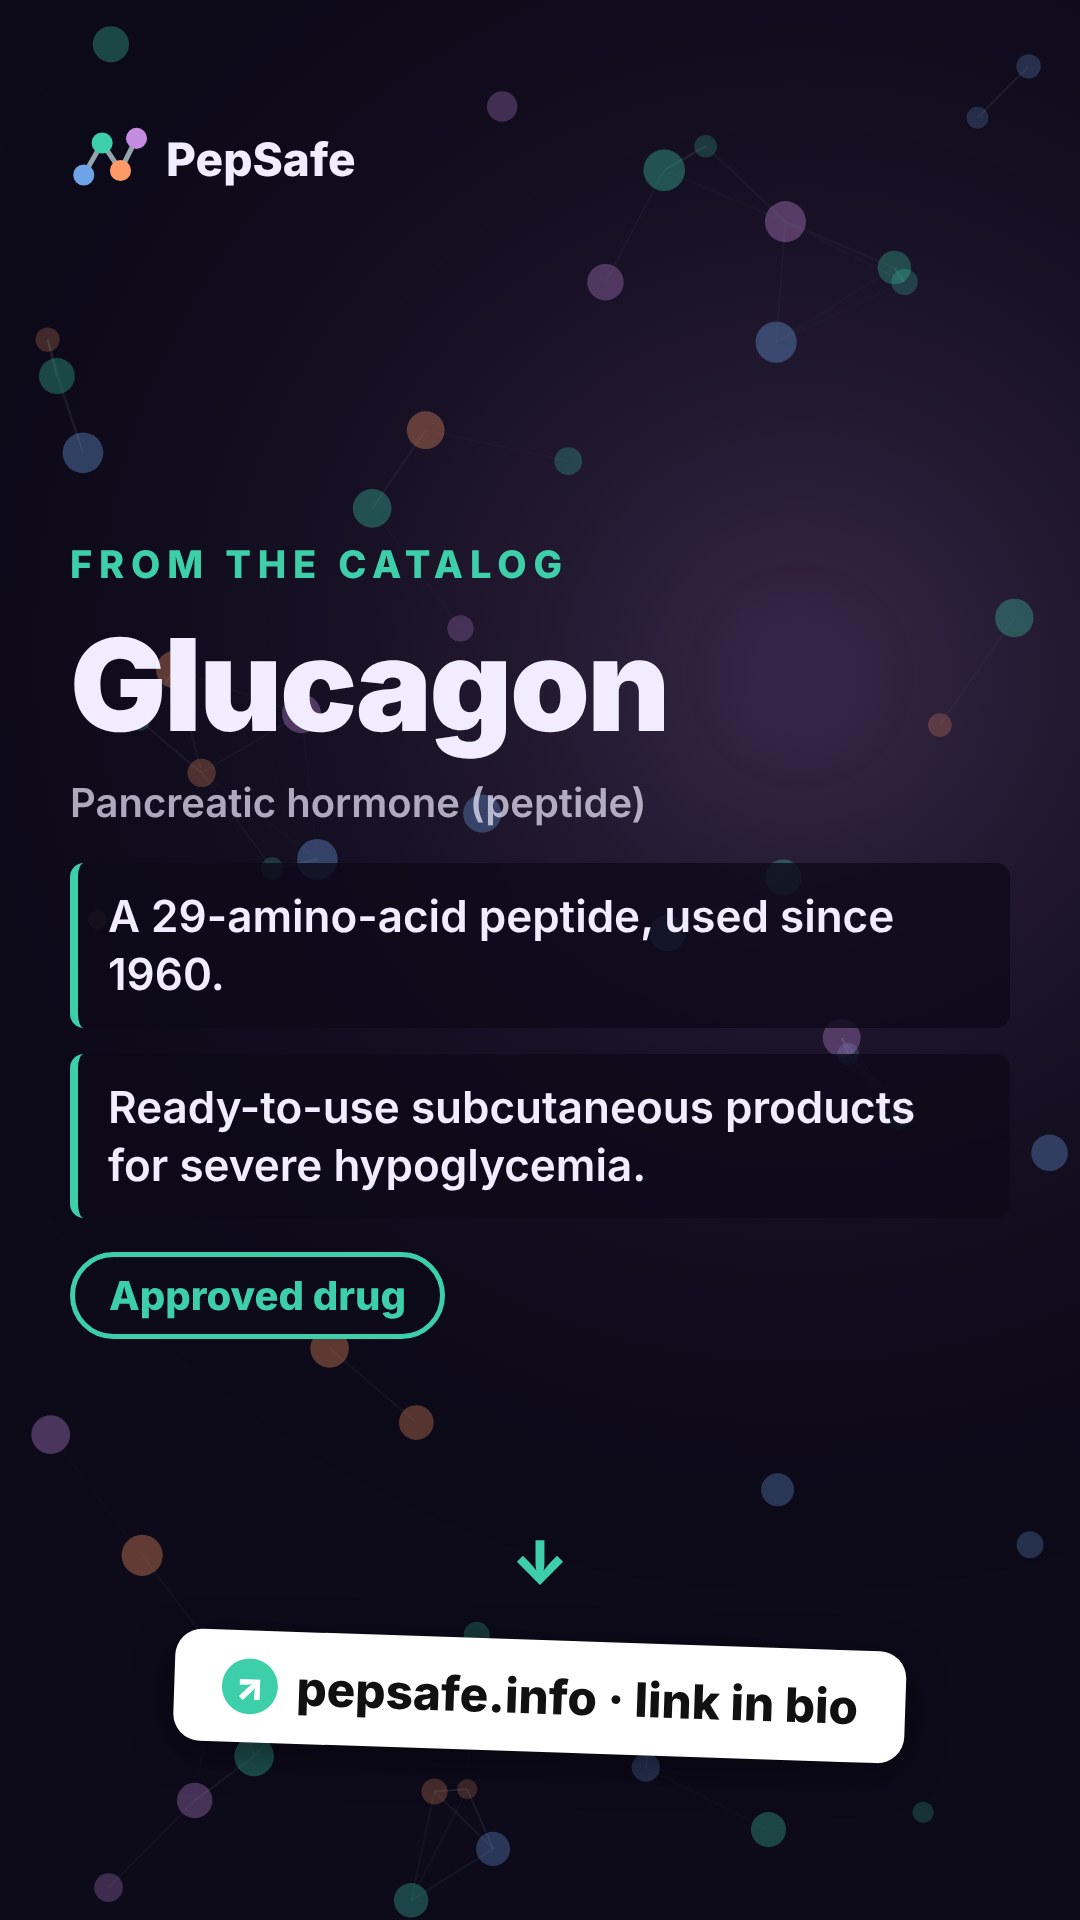 PepSafe
FROM THE CATALOG
Glucagon
Pancreatic hormone (peptide)
A 29-amino-acid peptide, used since
1960.
Ready-to-use subcutaneous products
for severe hypoglycemia.
Approved drug
pepsafe.info · link in bio